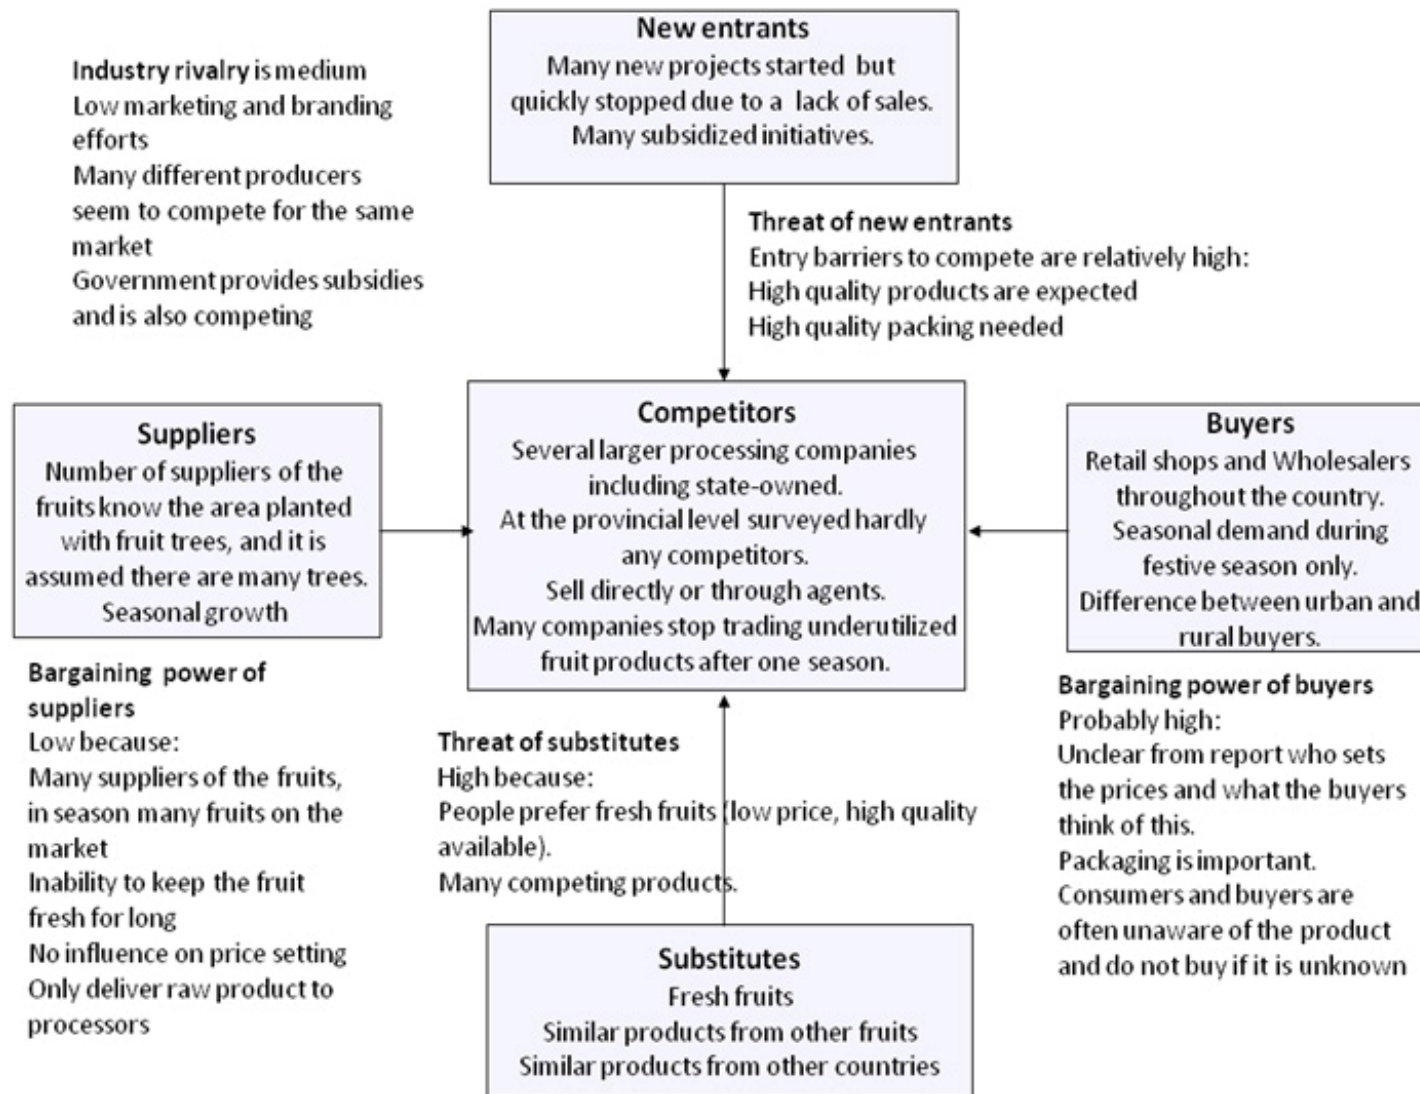 New entrants
Many new projects started but
quickly stopped due to a lack of sales.
Many subsidized initiatives.
Industry rivalry is medium
Low marketing and branding
efforts
Many different producers
seem to compete for the same
market
Government provides subsidies
and is also competing
Threat of new entrants
Entry barriers to compete are relatively high:
High quality products are expected
High quality packing needed
Suppliers
Number of suppliers of the
fruits know the area planted
with fruit trees, and it is
assumed there are many trees.
Seasonal growth
Competitors
Several larger processing companies
including state-owned.
At the provincial level surveyed hardly
any competitors.
Sell directly or through agents.
Many companies stop trading underutilized
fruit products after one season.
Buyers
Retail shops and Wholesalers
throughout the country.
Seasonal demand during
festive season only.
Difference between urban and
rural buyers.
Bargaining power of
suppliers
Low because:
Many suppliers of the fruits,
in season many fruits on the
market
Inability to keep the fruit
fresh for long
No influence on price setting
Only deliver raw product to
processors
Threat of substitutes
High because:
People prefer fresh fruits (low price, high quality
available).
Many competing products.
Bargaining power of buyers
Probably high:
Unclear from report who sets
the prices and what the buyers
think of this.
Packaging is important.
Consumers and buyers are
often unaware of the product
and do not buy if it is unknown
Substitutes
Fresh fruits
Similar products from other fruits
Similar products from other countries